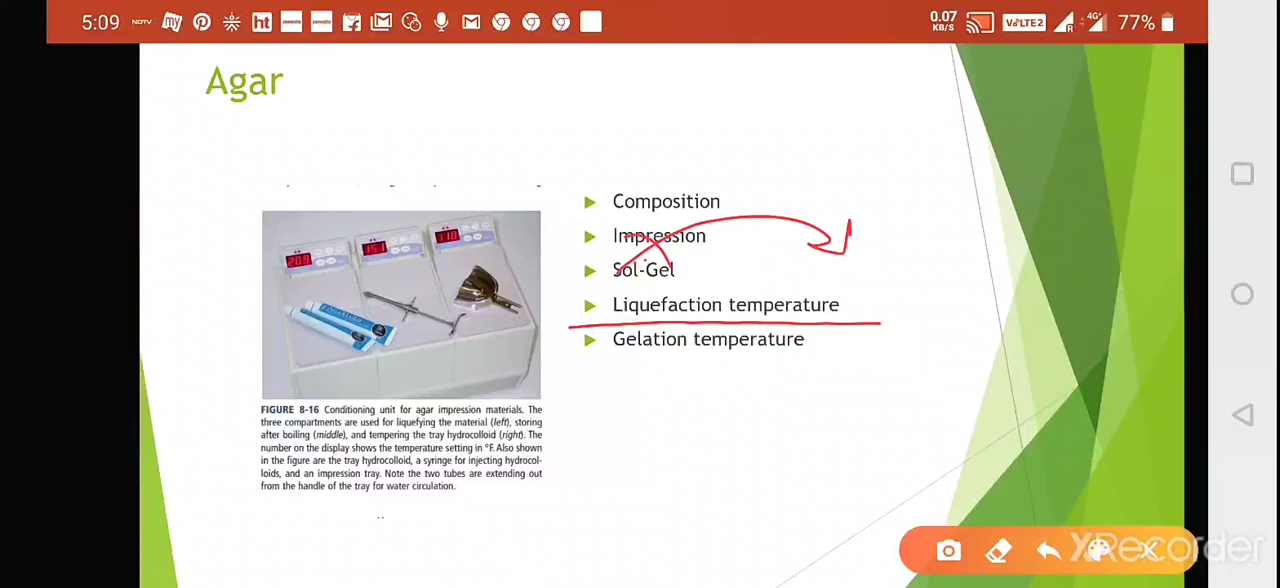 5:09 NDTV my ht 0.07 KB/S VoLTE2 R 4G+ 77%
Agar
209 151 110
Composition
Impression
Sol-Gel
Liquefaction temperature
Gelation temperature
FIGURE 8-16 Conditioning unit for agar impression materials. The
three compartments are used for liquefying the material (left), storing
after boiling (middle), and tempering the tray hydrocolloid (right). The
number on the display shows the temperature setting in °F. Also shown
in the figure are the tray hydrocolloid, a syringe for injecting hydrocol-
loids, and an impression tray. Note the two tubes are extending out
from the handle of the tray for water circulation.
XRecorder